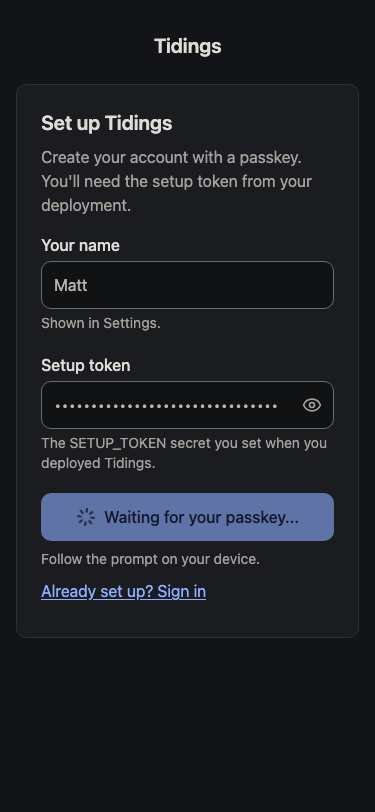 Tidings
Set up Tidings
Create your account with a passkey.
You'll need the setup token from your
deployment.
Your name
Matt
Shown in Settings.
Setup token
•••••••••••••••••••••••••••••••
The SETUP_TOKEN secret you set when you
deployed Tidings.
Waiting for your passkey...
Follow the prompt on your device.
Already set up? Sign in